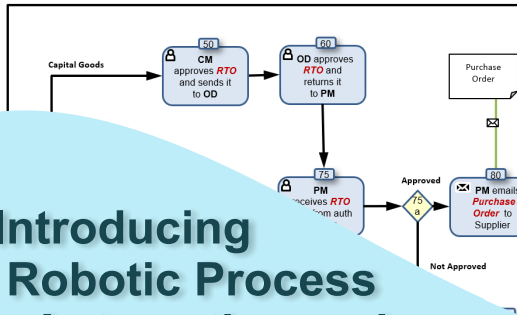 50
CM
approves RTO
and sends it
to OD
60
OD approves
RTO and
returns it
to PM
Capital Goods
Purchase
Order
75
PM
receives RTO
from auth
Approved
75
a
80
PM emails
Purchase
Order to
Supplier
Not Approved
Introducing
Robotic Process